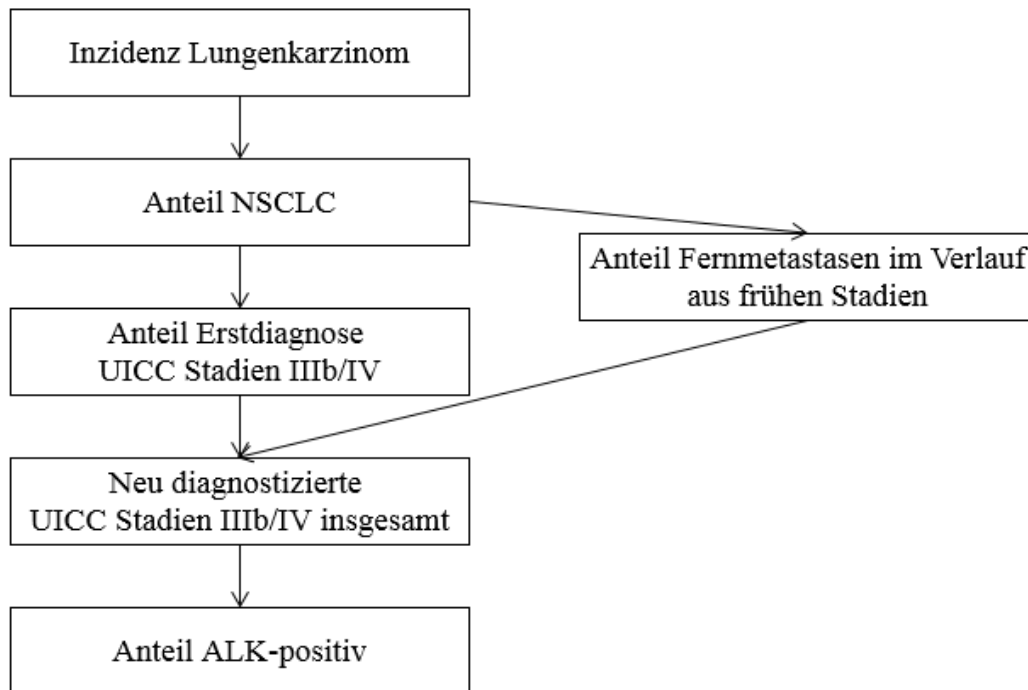 Inzidenz Lungenkarzinom
Anteil NSCLC
Anteil Fernmetastasen im Verlauf
aus frühen Stadien
Anteil Erstdiagnose
UICC Stadien IIIb/IV
Neu diagnostizierte
UICC Stadien IIIb/IV insgesamt
Anteil ALK-positiv